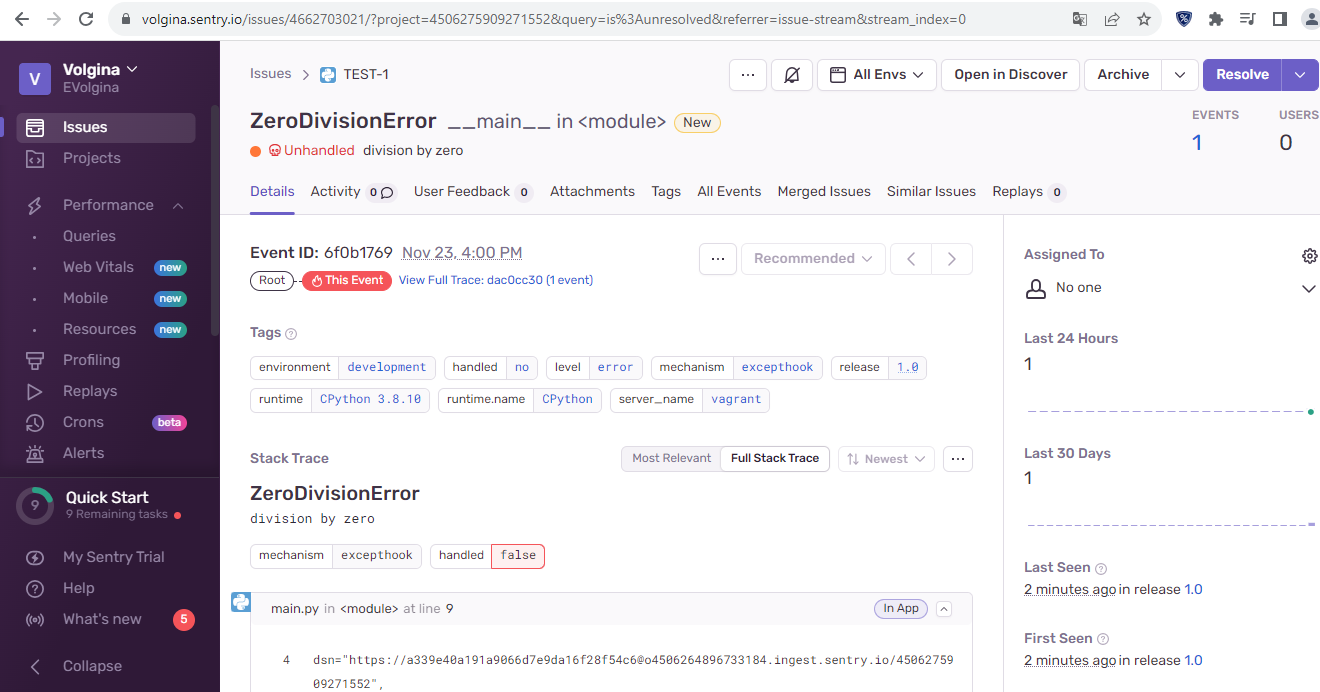 volgina.sentry.io/issues/4662703021/?project=4506275909271552&query=is%3Aunresolved&referrer=issue-stream&stream_index=0
V
Volgina
EVolgina
Issues
Projects
Performance
Queries
Web Vitals new
Mobile new
Resources new
Profiling
Replays
Crons beta
Alerts
9
Quick Start
9 Remaining tasks
My Sentry Trial
Help
What's new 5
Collapse
Issues > TEST-1
... All Envs Open in Discover Archive Resolve
ZeroDivisionError __main__ in <module> New
EVENTS USERS
1 0
Unhandled division by zero
Details Activity 0 User Feedback 0 Attachments Tags All Events Merged Issues Similar Issues Replays 0
Event ID: 6f0b1769 Nov 23, 4:00 PM
... Recommended < >
Root This Event View Full Trace: dac0cc30 (1 event)
Tags ?
environment development handled no level error mechanism excepthook release 1.0
runtime CPython 3.8.10 runtime.name CPython server_name vagrant
Stack Trace Most Relevant Full Stack Trace Newest ...
ZeroDivisionError
division by zero
mechanism excepthook handled false
main.py in <module> at line 9 In App
4 dsn="https://a339e40a191a9066d7e9da16f28f54c6@o4506264896733184.ingest.sentry.io/45062759
09271552",
Assigned To
No one
Last 24 Hours
1
Last 30 Days
1
Last Seen ?
2 minutes ago in release 1.0
First Seen ?
2 minutes ago in release 1.0